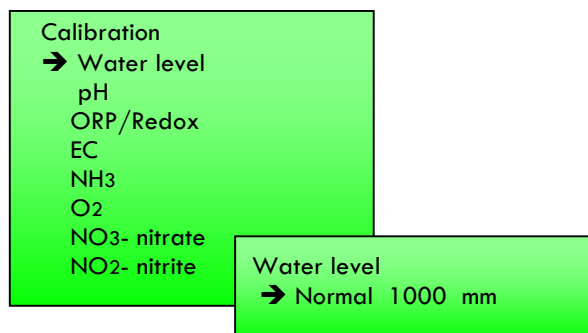 Calibration
➔ Water level
pH
ORP/Redox
EC
NH3
O2
NO3- nitrate
NO2- nitrite
Water level
➔ Normal 1000 mm